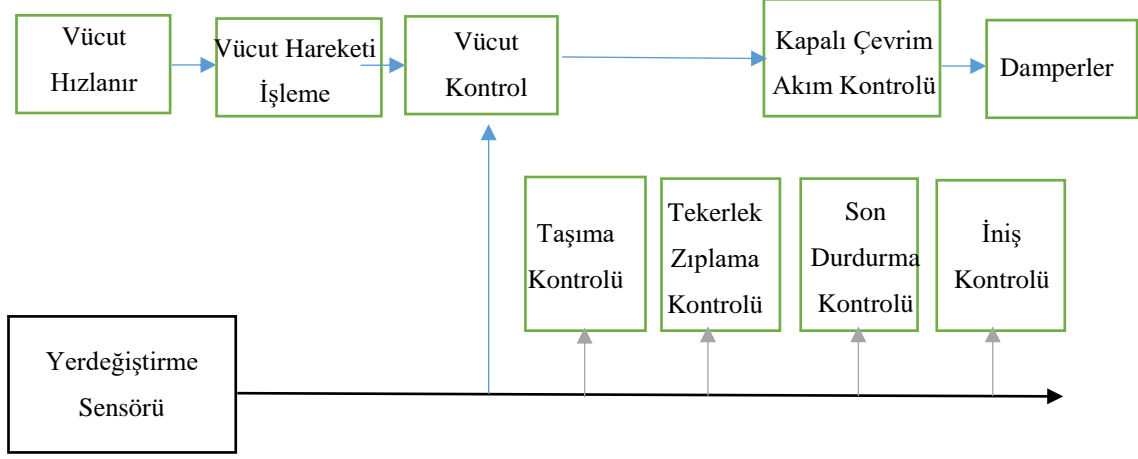 Vücut
Hızlanır
Vücut Hareketi
İşleme
Vücut
Kontrol
Kapalı Çevrim
Akım Kontrolü
Damperler
Taşıma
Kontrolü
Tekerlek
Zıplama
Kontrolü
Son
Durdurma
Kontrolü
İniş
Kontrolü
Yerdeğiştirme
Sensörü